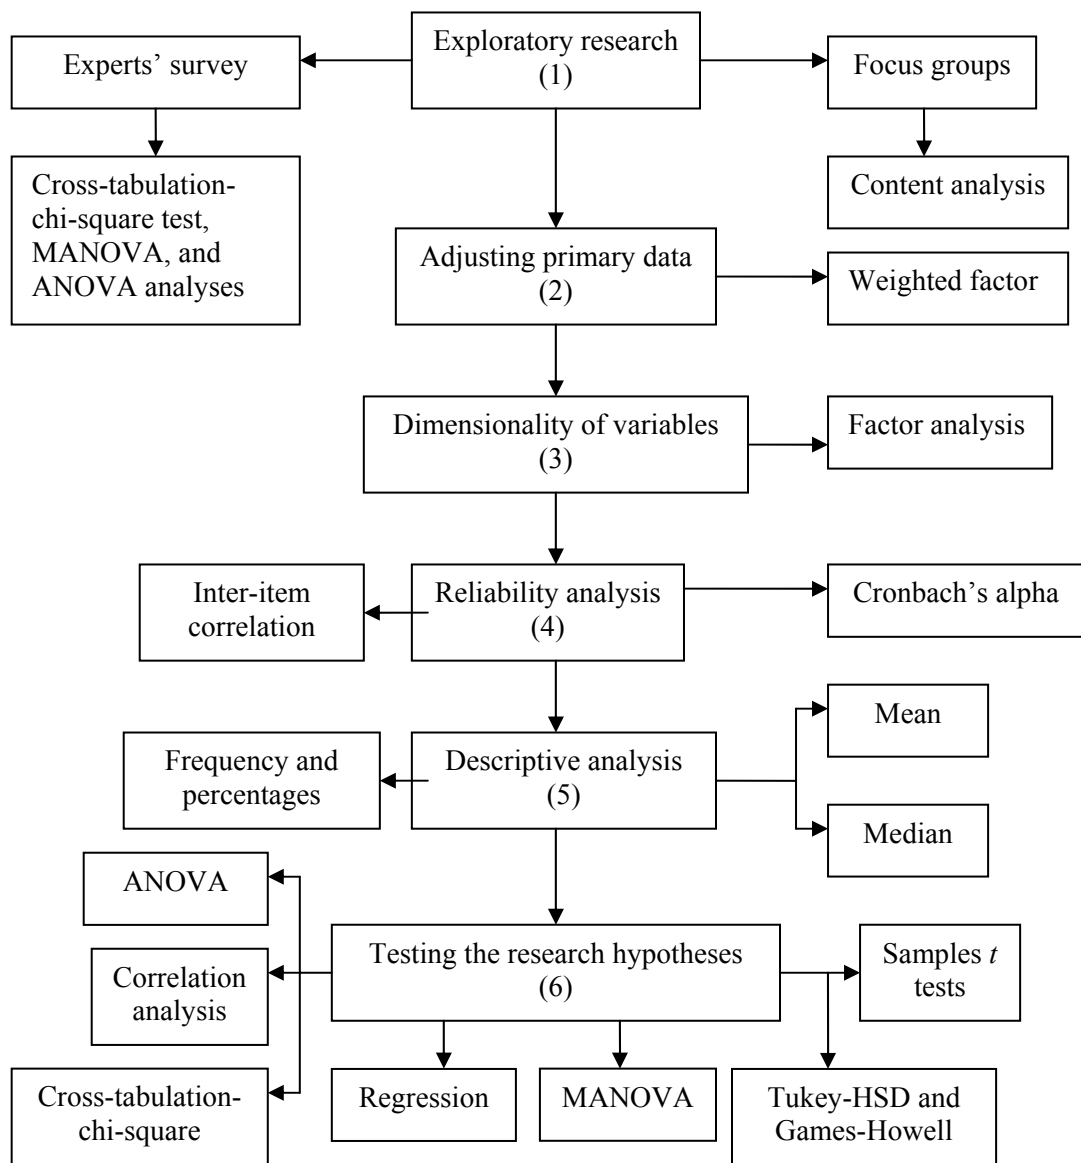 Exploratory research
(1)
Experts’ survey
Focus groups
Cross-tabulation-
chi-square test,
MANOVA, and
ANOVA analyses
Content analysis
Adjusting primary data
(2)
Weighted factor
Dimensionality of variables
(3)
Factor analysis
Inter-item
correlation
Reliability analysis
(4)
Cronbach’s alpha
Mean
Frequency and
percentages
Descriptive analysis
(5)
Median
ANOVA
Testing the research hypotheses
(6)
Samples t
tests
Correlation
analysis
Cross-tabulation-
chi-square
Regression
MANOVA
Tukey-HSD and
Games-Howell